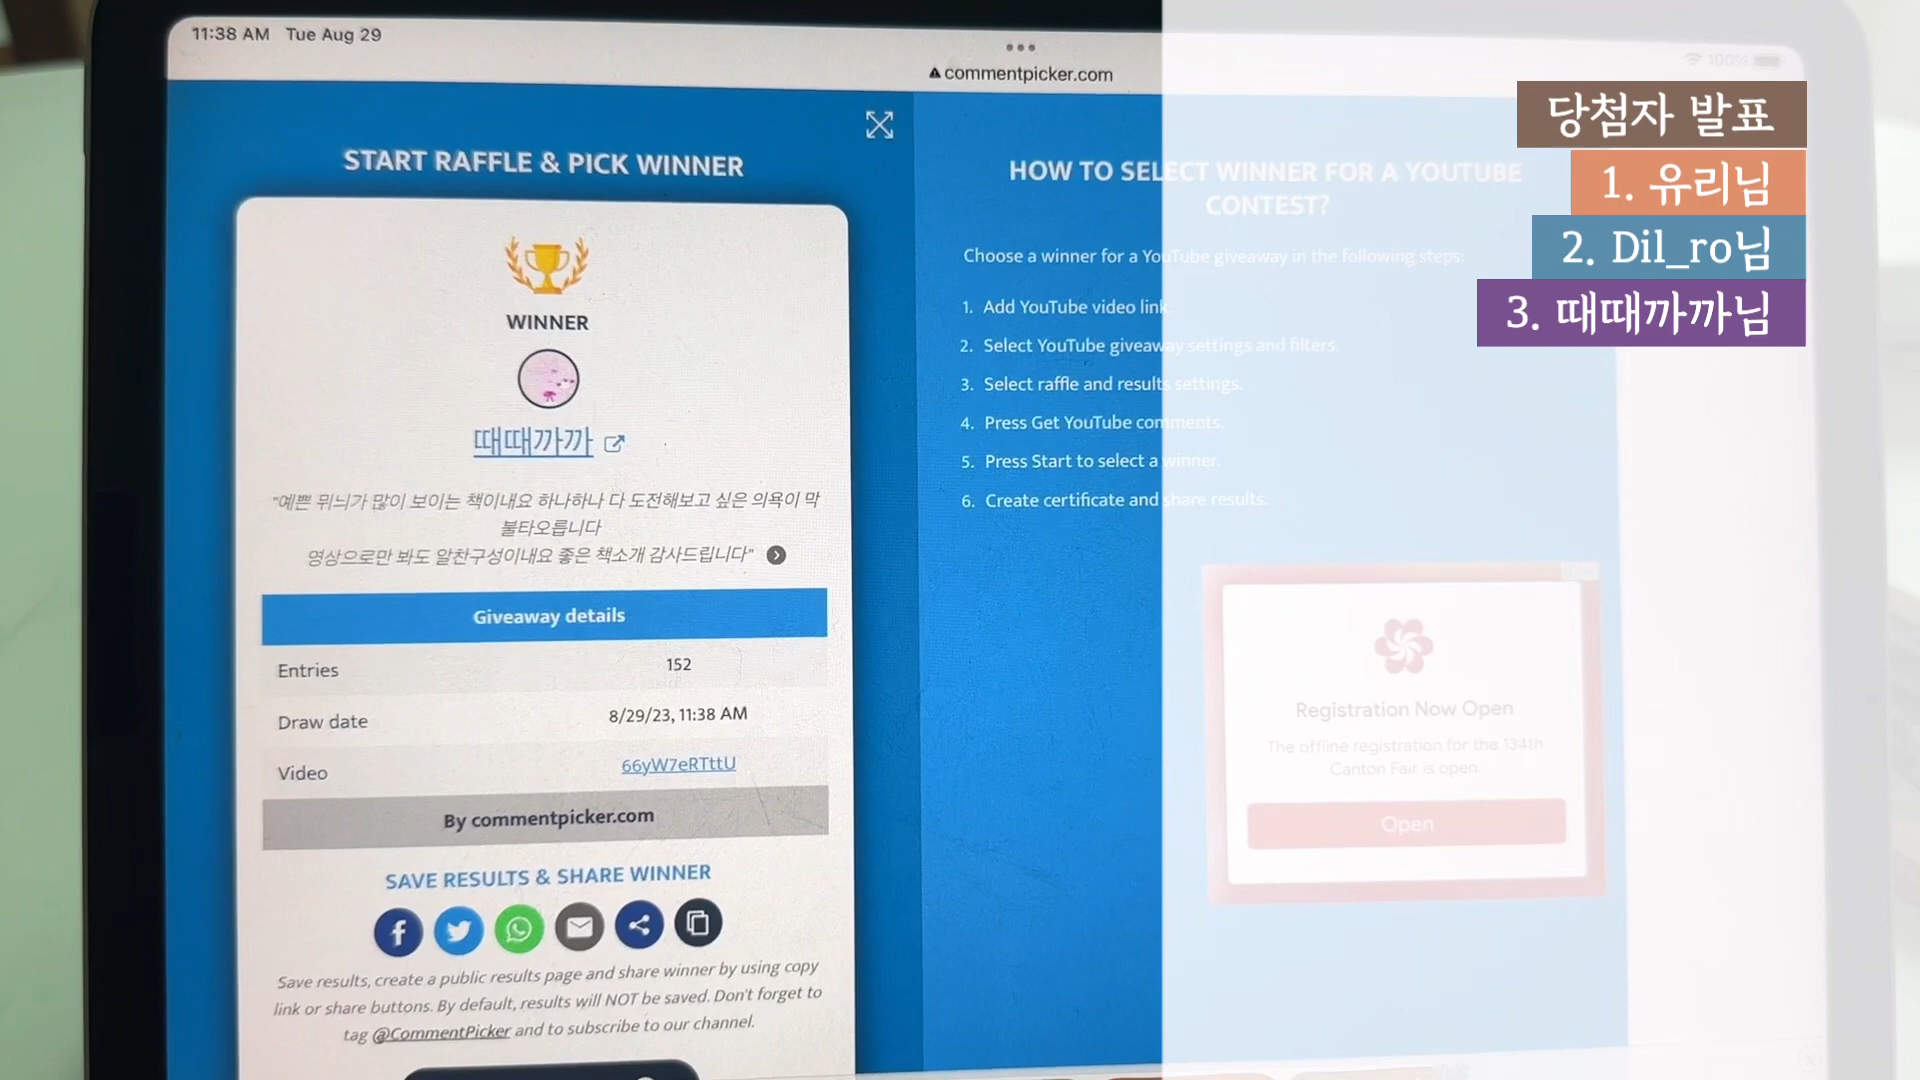 11:38 AM Tue Aug 29
100%
commentpicker.com
START RAFFLE & PICK WINNER
WINNER
때때까까
"예쁜 뮈늬가 많이 보이는 책이내요 하나하나 다 도전해보고 싶은 의욕이 막
불타오릅니다
영상으로만 봐도 알찬구성이내요 좋은 책소개 감사드립니다"
Giveaway details
Entries 152
Draw date 8/29/23, 11:38 AM
Video 66yW7eRTttU
By commentpicker.com
SAVE RESULTS & SHARE WINNER
Save results, create a public results page and share winner by using copy
link or share buttons. By default, results will NOT be saved. Don't forget to
tag @CommentPicker and to subscribe to our channel.
HOW TO SELECT WINNER FOR A YOUTUBE
CONTEST?
Choose a winner for a YouTube giveaway in the following steps:
1. Add YouTube video link.
2. Select YouTube giveaway settings and filters.
3. Select raffle and results settings.
4. Press Get YouTube comments.
5. Press Start to select a winner.
6. Create certificate and share results.
Registration Now Open
The offline registration for the 134th
Canton Fair is open.
Open
당첨자 발표
1. 유리님
2. Dil_ro님
3. 때때까까님